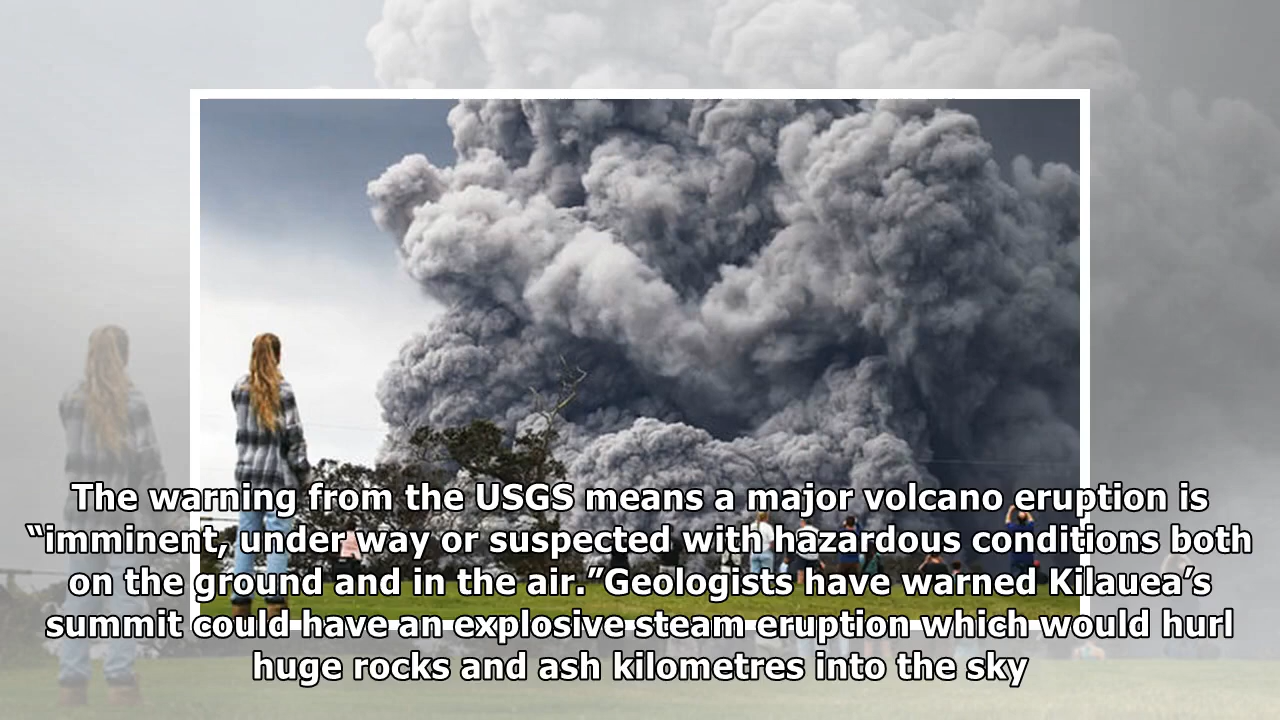 The warning from the USGS means a major volcano eruption is
“imminent, under way or suspected with hazardous conditions both
on the ground and in the air.”Geologists have warned Kilauea’s
summit could have an explosive steam eruption which would hurl
huge rocks and ash kilometres into the sky